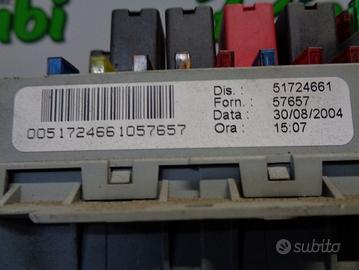 Dis. : 51724661
Forn. : 57657
Data : 30/08/2004
Ora : 15:07
0051724661057657
subito